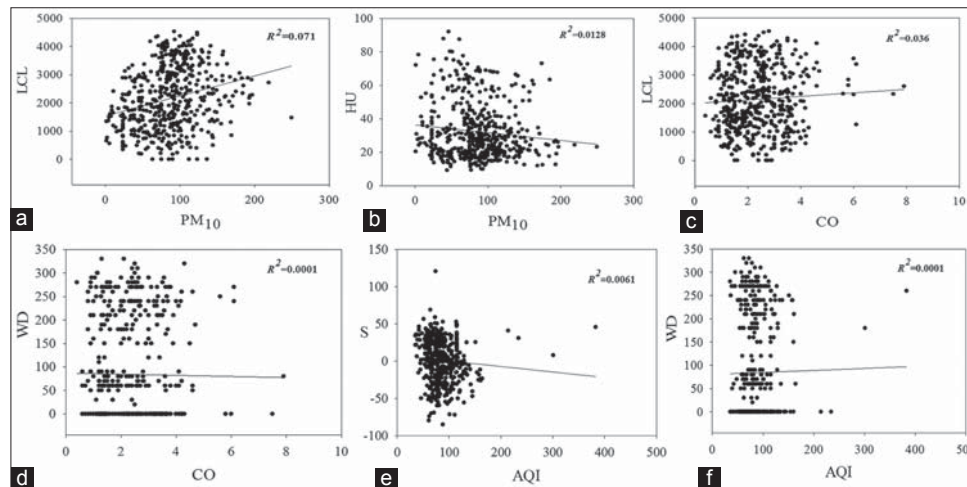 a
R²=0.071
LCL
5000
4000
3000
2000
1000
0
0 100 200 300
PM₁₀
b
R²=0.0128
HU
100
80
60
40
20
0
0 100 200 300
PM₁₀
c
R²=0.036
LCL
5000
4000
3000
2000
1000
0
0 2 4 6 8 10
CO
d
R²=0.0001
WD
350
300
250
200
150
100
50
0
0 2 4 6 8 10
CO
e
R²=0.0061
S
150
100
50
0
-50
-100
0 100 200 300 400 500
AQI
f
R²=0.0001
WD
350
300
250
200
150
100
50
0
0 100 200 300 400 50
AQI